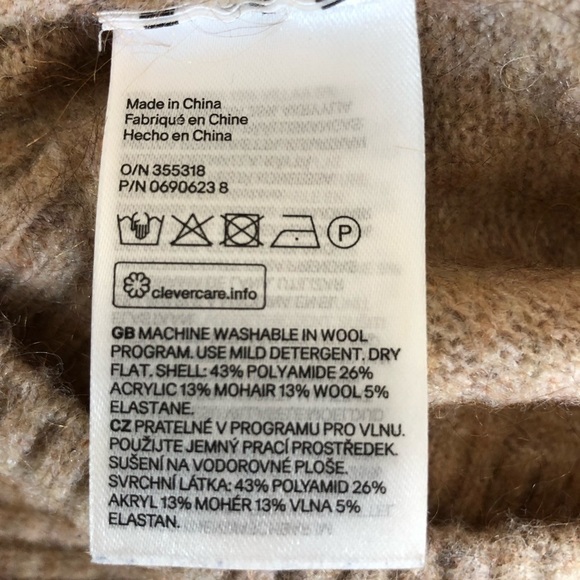 Made in China
Fabriqué en Chine
Hecho en China
O/N 355318
P/N 0690623 8
P
clevercare.info
GB MACHINE WASHABLE IN WOOL
PROGRAM. USE MILD DETERGENT. DRY
FLAT. SHELL: 43% POLYAMIDE 26%
ACRYLIC 13% MOHAIR 13% WOOL 5%
ELASTANE.
CZ PRATELNÉ V PROGRAMU PRO VLNU.
POUŽIJTE JEMNÝ PRACÍ PROSTŘEDEK.
SUŠENÍ NA VODOROVNÉ PLOŠE.
SVRCHNÍ LÁTKA: 43% POLYAMID 26%
AKRYL 13% MOHÉR 13% VLNA 5%
ELASTAN.